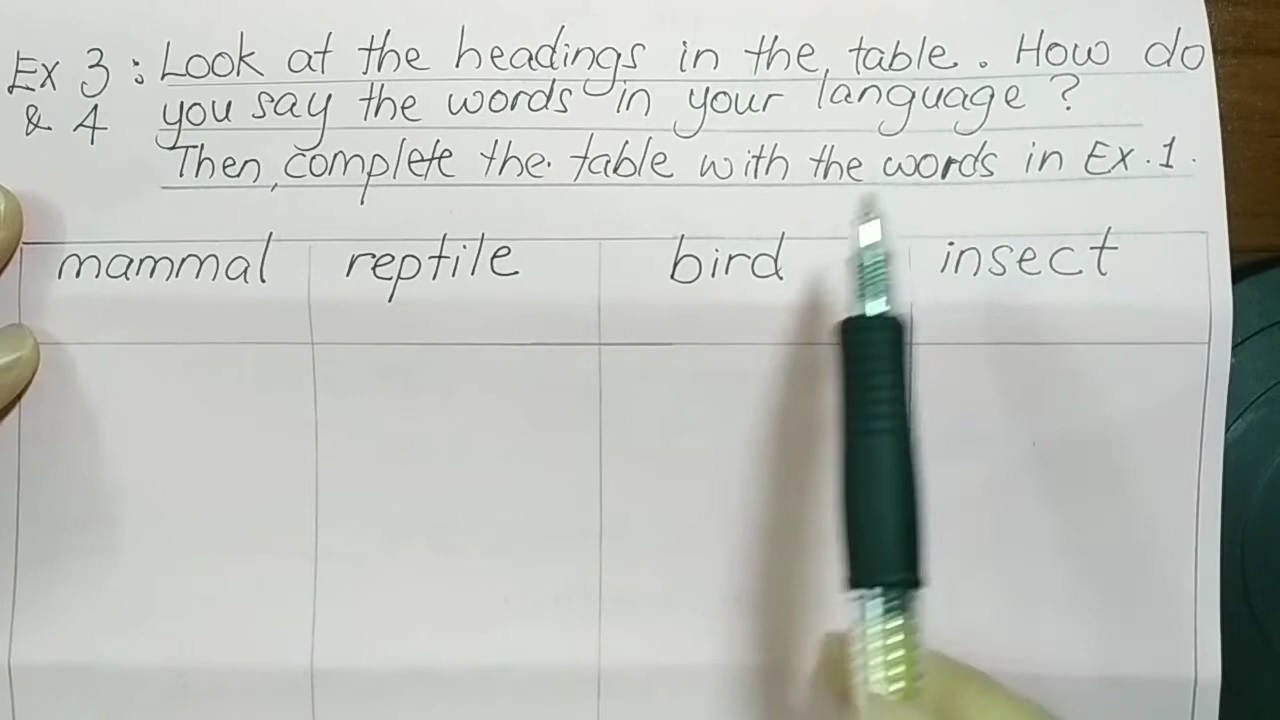 Ex 3 : Look at the headings in the table. How do
& 4 you say the words in your language?
Then, complete the table with the words in Ex.1.
mammal reptile bird insect